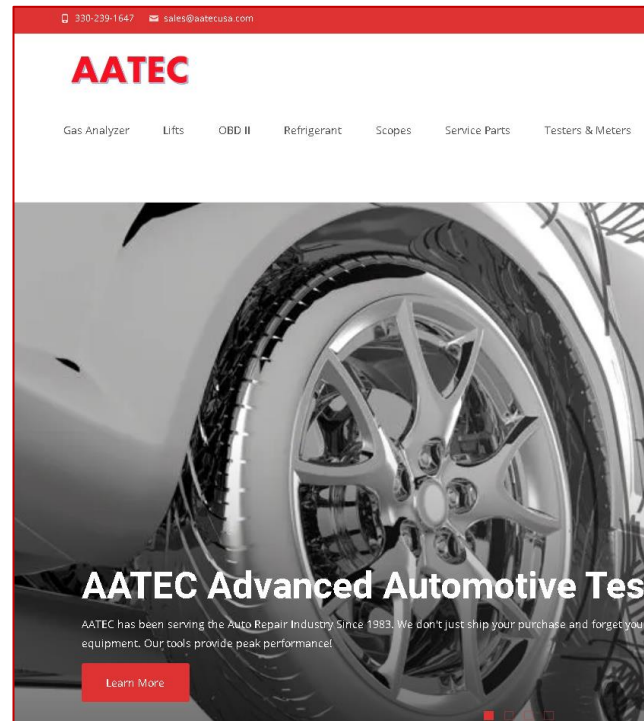 330-239-1647 sales@aatecusa.com
AATEC
Gas Analyzer Lifts OBD II Refrigerant Scopes Service Parts Testers & Meters
AATEC Advanced Automotive Tes
AATEC has been serving the Auto Repair Industry Since 1983. We don't just ship your purchase and forget you
equipment. Our tools provide peak performance!
Learn More